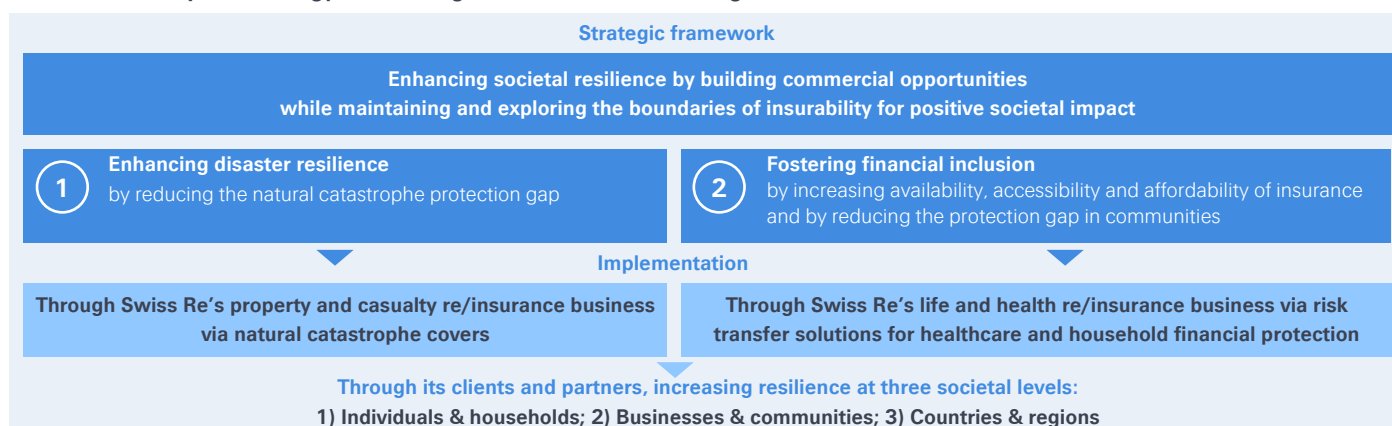 Strategic framework
Enhancing societal resilience by building commercial opportunities
while maintaining and exploring the boundaries of insurability for positive societal impact
1
Enhancing disaster resilience
by reducing the natural catastrophe protection gap
2
Fostering financial inclusion
by increasing availability, accessibility and affordability of insurance
and by reducing the protection gap in communities
Implementation
Through Swiss Re's property and casualty re/insurance business
via natural catastrophe covers
Through Swiss Re's life and health re/insurance business via risk
transfer solutions for healthcare and household financial protection
Through its clients and partners, increasing resilience at three societal levels:
1) Individuals & households; 2) Businesses & communities; 3) Countries & regions